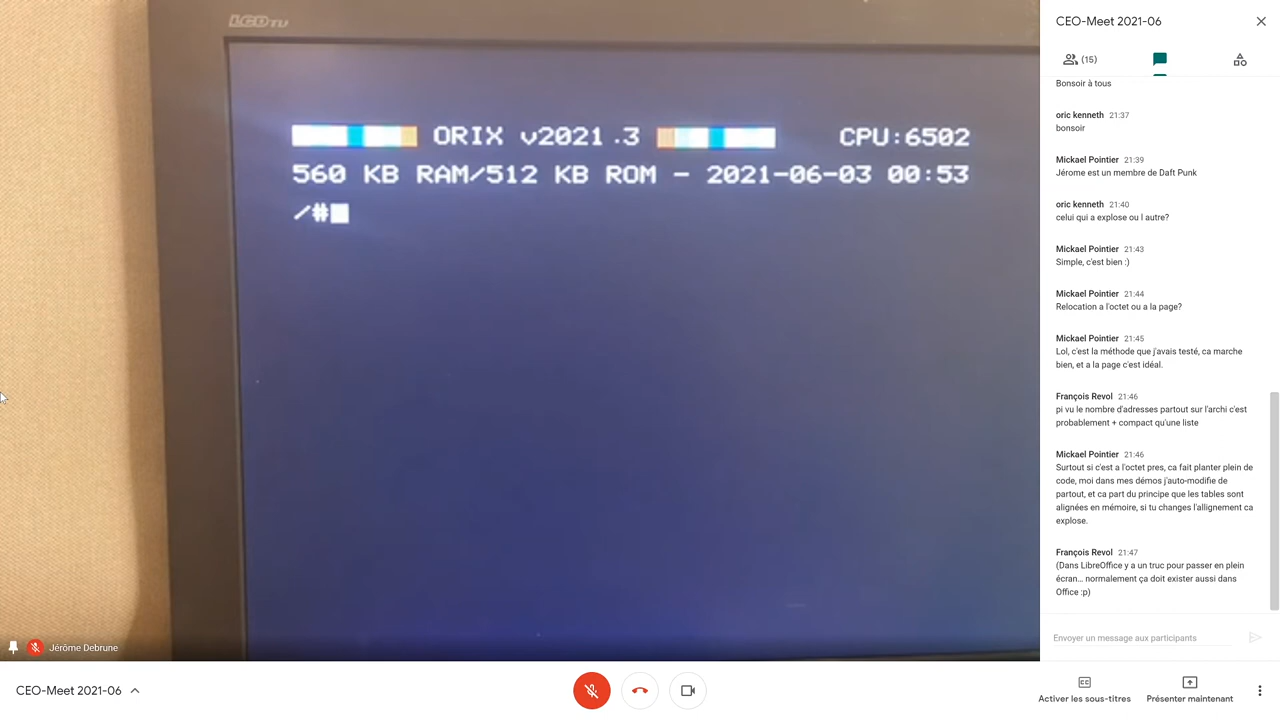 LCD TV
ORIX v2021.3 CPU:6502
560 KB RAM/512 KB ROM - 2021-06-03 00:53
/#
Jérôme Debrune
CEO-Meet 2021-06
(15)
Bonsoir à tous
oric kenneth 21:37
bonsoir
Mickael Pointier 21:39
Jérome est un membre de Daft Punk
oric kenneth 21:40
celui qui a explose ou l autre?
Mickael Pointier 21:43
Simple, c'est bien :)
Mickael Pointier 21:44
Relocation a l'octet ou a la page?
Mickael Pointier 21:45
Lol, c'est la méthode que j'avais testé, ca marche
bien, et a la page c'est idéal.
François Revol 21:46
pi vu le nombre d'adresses partout sur l'archi c'est
probablement + compact qu'une liste
Mickael Pointier 21:46
Surtout si c'est a l'octet pres, ca fait planter plein de
code, moi dans mes démos j'auto-modifie de
partout, et ca part du principe que les tables sont
alignées en mémoire, si tu changes l'allignement ca
explose.
François Revol 21:47
(Dans LibreOffice y a un truc pour passer en plein
écran... normalement ça doit exister aussi dans
Office :p)
Envoyer un message aux participants
CEO-Meet 2021-06
Activer les sous-titres
Présenter maintenant